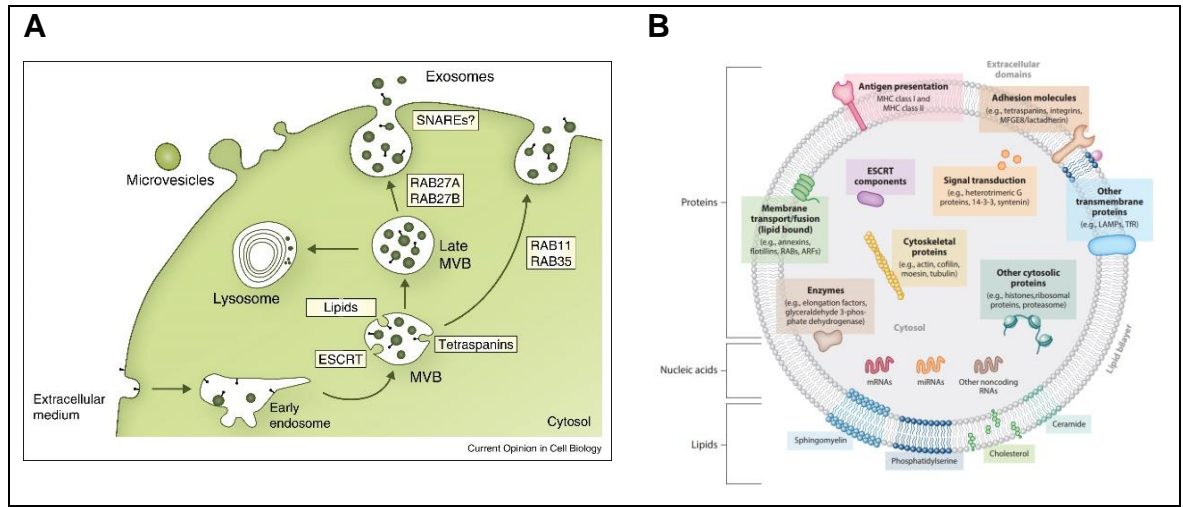 A
Exosomes
SNAREs?
Microvesicles
RAB27A
RAB27B
Late
MVB
RAB11
RAB35
Lysosome
Lipids
ESCRT
Tetraspanins
MVB
Extracellular
medium
Early
endosome
Cytosol
Current Opinion in Cell Biology
B
Extracellular
domains
Antigen presentation
MHC class I and
MHC class II
Adhesion molecules
(e.g., tetraspanins, integrins,
MFGE8/lactadherin)
ESCRT
components
Signal transduction
(e.g., heterotrimeric G
proteins, 14-3-3, syntenin)
Other
transmembrane
proteins
(e.g., LAMPs, TfR)
Proteins
Membrane
transport/fusion
(lipid bound)
(e.g., annexins,
flotillins, RABs, ARFs)
Cytoskeletal
proteins
(e.g., actin, cofilin,
moesin, tubulin)
Other cytosolic
proteins
(e.g., histones,ribosomal
proteins, proteasome)
Enzymes
(e.g., elongation factors,
glyceraldehyde 3-phos-
phate dehydrogenase)
Cytosol
Lipid bilayer
Nucleic acids
mRNAs
miRNAs
Other noncoding
RNAs
Lipids
Sphingomyelin
Phosphatidylserine
Cholesterol
Ceramide